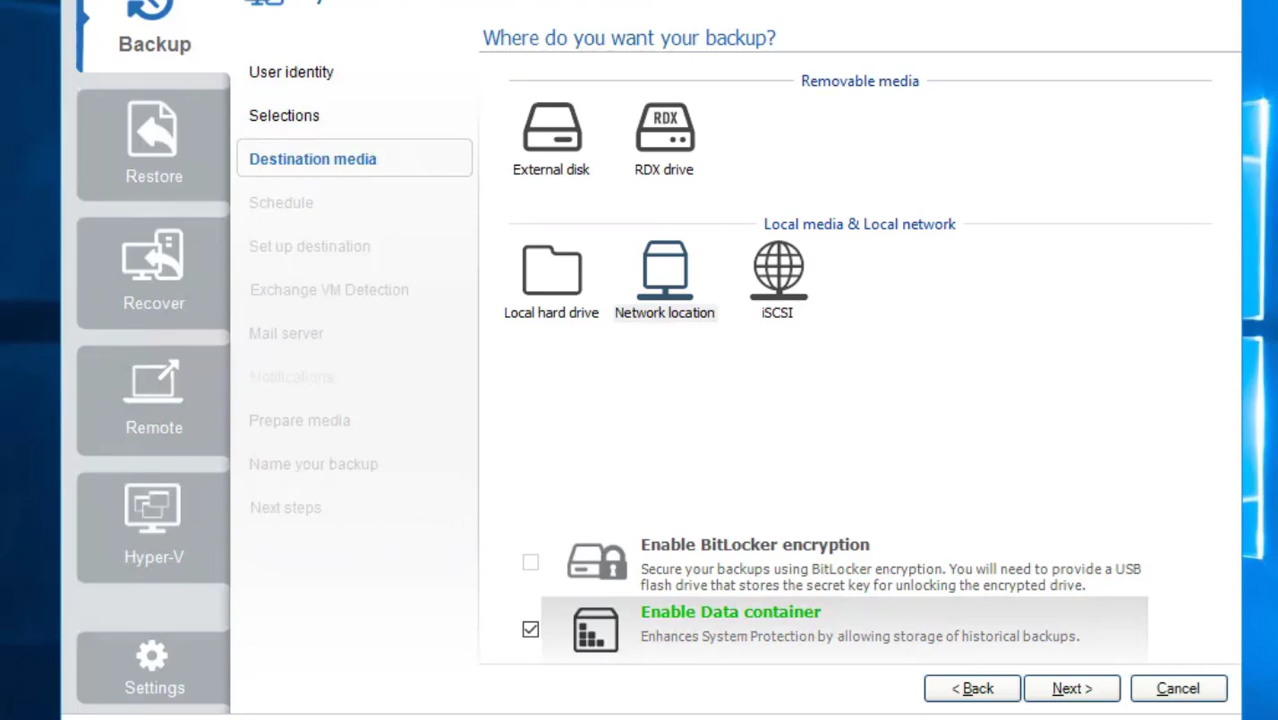 Backup
Restore
Recover
Remote
Hyper-V
Settings
User identity
Selections
Destination media
Schedule
Set up destination
Exchange VM Detection
Mail server
Notifications
Prepare media
Name your backup
Next steps
Where do you want your backup?
Removable media
External disk
RDX
RDX drive
Local media & Local network
Local hard drive
Network location
iSCSI
Enable BitLocker encryption
Secure your backups using BitLocker encryption. You will need to provide a USB
flash drive that stores the secret key for unlocking the encrypted drive.
Enable Data container
Enhances System Protection by allowing storage of historical backups.
< Back
Next >
Cancel